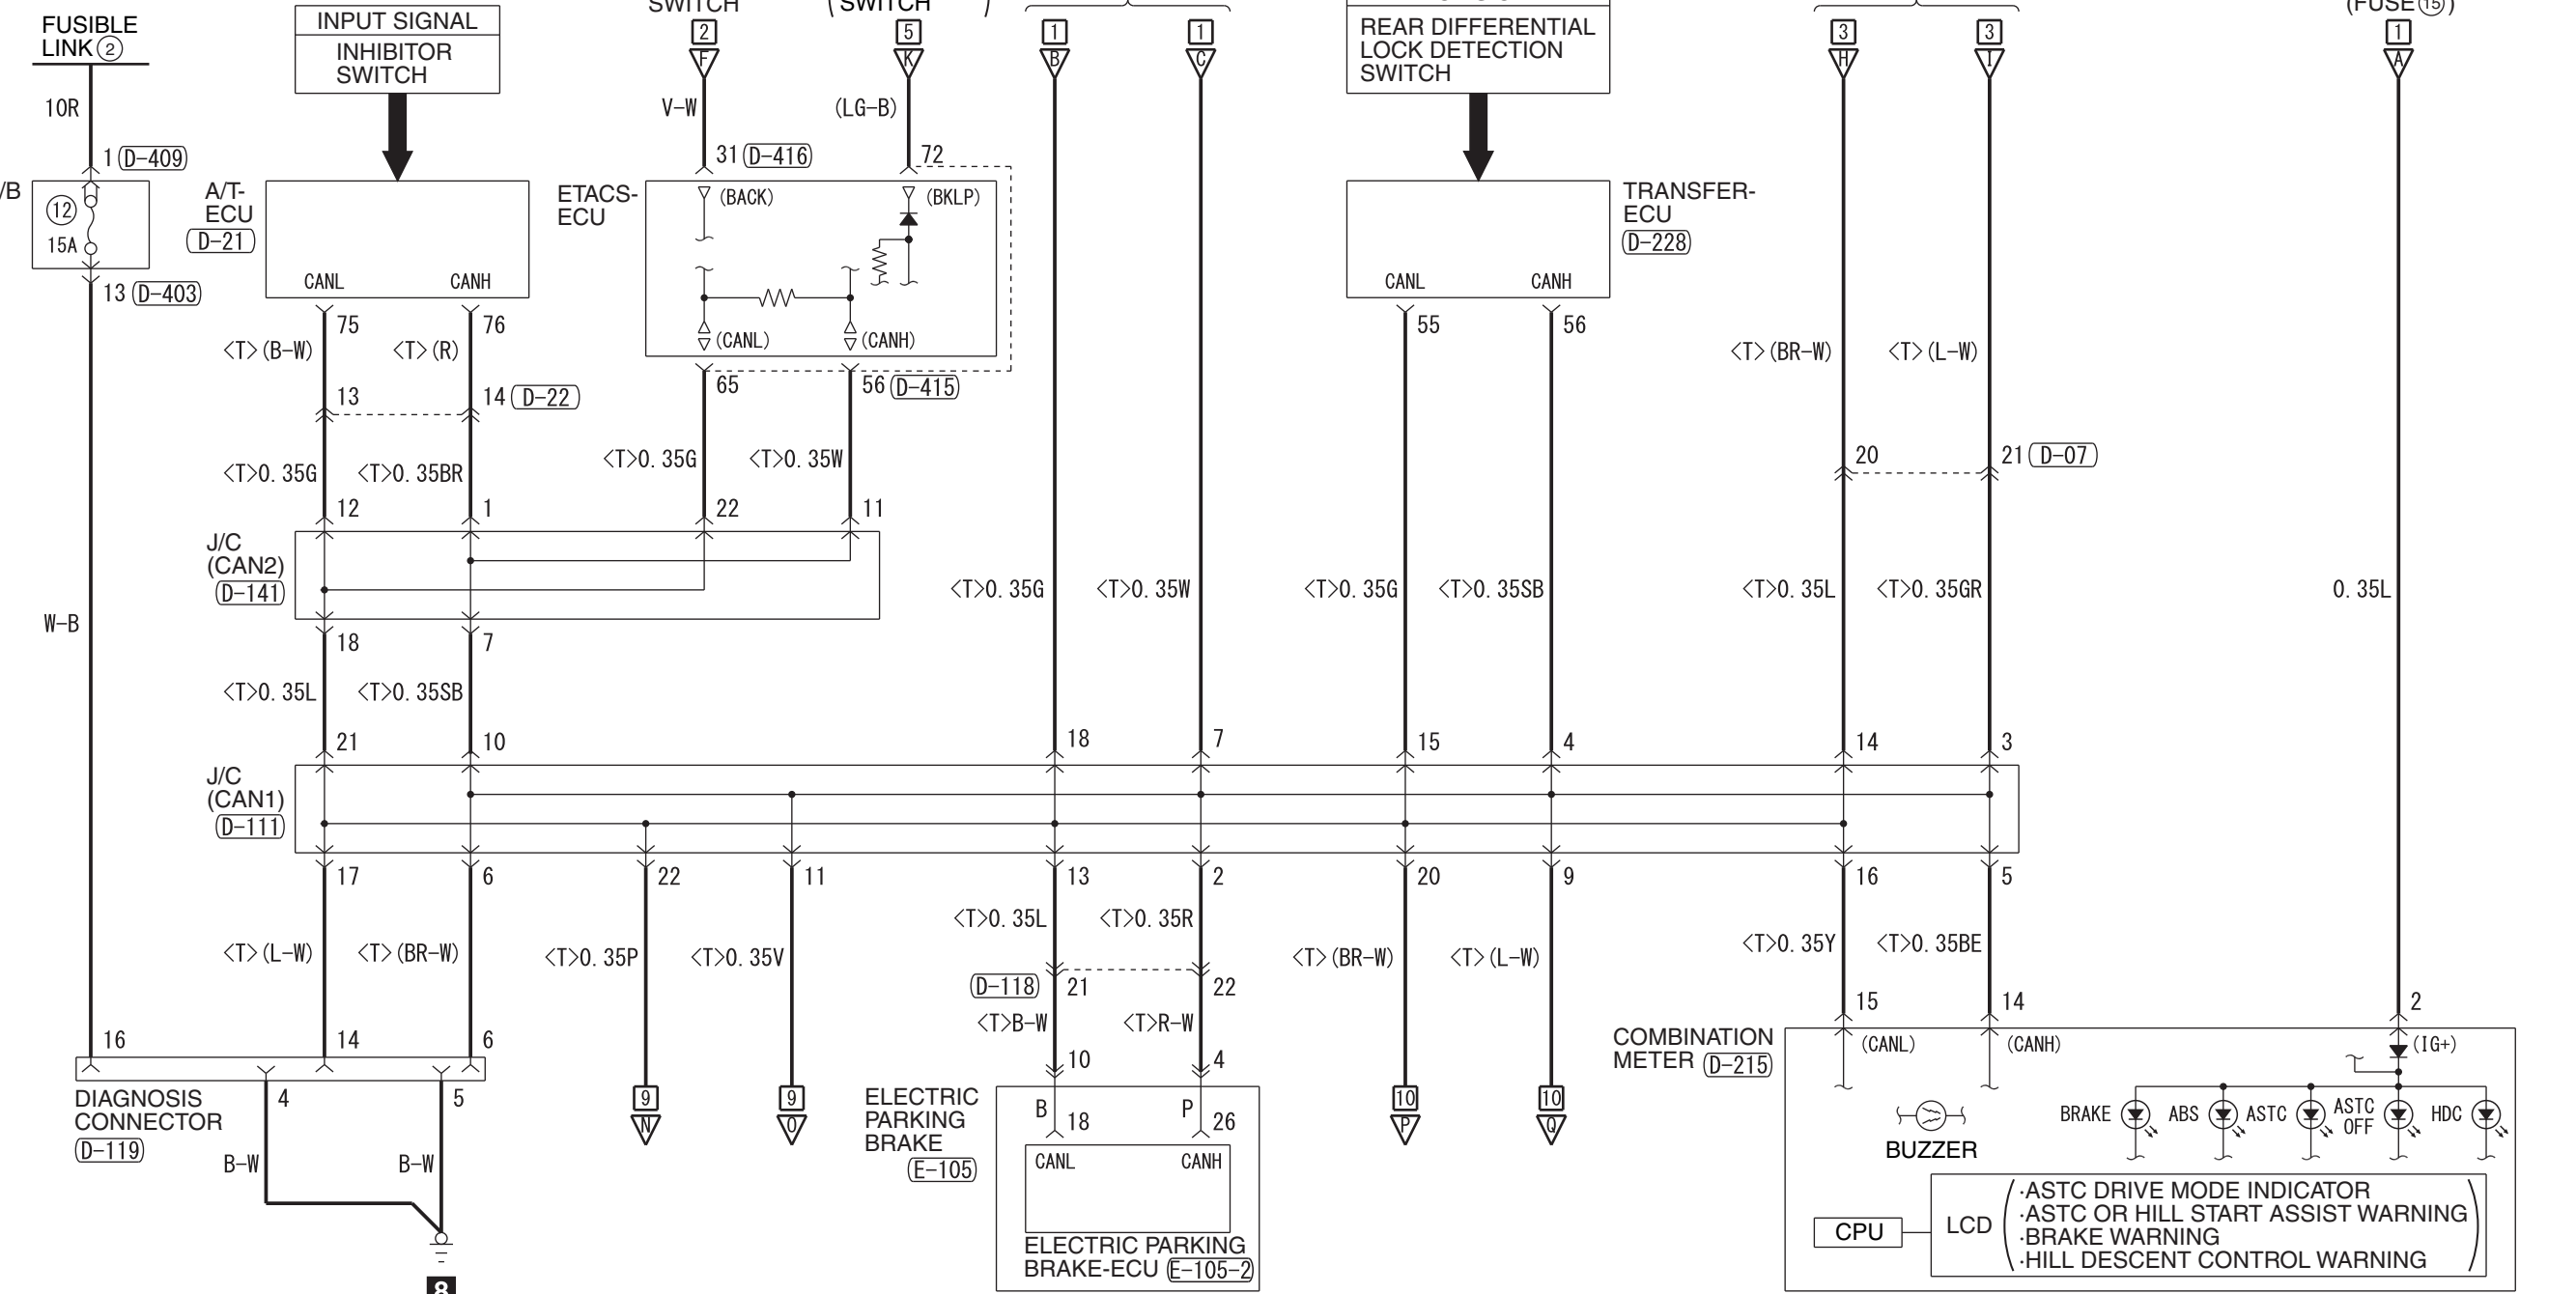 FUSIBLE
LINK ②
10R
1 D-409
/B
⑫
15A
13 D-403
W-B
INPUT SIGNAL
INHIBITOR
SWITCH
A/T-
ECU
D-21
CANL CANH
75 76
<T>(B-W) <T>(R)
13 14 D-22
<T>0.35G <T>0.35BR
12 1
SWITCH
2
F
V-W
31 D-416
(SWITCH)
5
K
(LG-B)
72
ETACS-
ECU
(BACK) (BKLP)
(CANL) (CANH)
65 56 D-415
<T>0.35G <T>0.35W
22 11
J/C
(CAN2)
D-141
18 7
<T>0.35L <T>0.35SB
21 10
1 1
B C
<T>0.35G <T>0.35W
18 7
REAR DIFFERENTIAL
LOCK DETECTION
SWITCH
TRANSFER-
ECU
D-228
CANL CANH
55 56
<T>0.35G <T>0.35SB
15 4
3 3
H I
<T>(BR-W) <T>(L-W)
20 21 D-07
<T>0.35L <T>0.35GR
14 3
(FUSE ⑮)
1
A
0.35L
J/C
(CAN1)
D-111
17 6 22 11 13 2 20 9 16 5
<T>(L-W) <T>(BR-W)
16 14 6
4 5
DIAGNOSIS
CONNECTOR
D-119
B-W B-W
8
<T>0.35P <T>0.35V
9 9
N O
<T>0.35L <T>0.35R
D-118 21 22
<T>B-W <T>R-W
10 4
ELECTRIC
PARKING
BRAKE
E-105
B 18 P 26
CANL CANH
ELECTRIC PARKING
BRAKE-ECU E-105-2
<T>(BR-W) <T>(L-W)
10 10
P Q
<T>0.35Y <T>0.35BE
15 14 2
COMBINATION
METER D-215
(CANL) (CANH) (IG+)
BUZZER
BRAKE ABS ASTC ASTC
OFF HDC
CPU LCD
·ASTC DRIVE MODE INDICATOR
·ASTC OR HILL START ASSIST WARNING
·BRAKE WARNING
·HILL DESCENT CONTROL WARNING